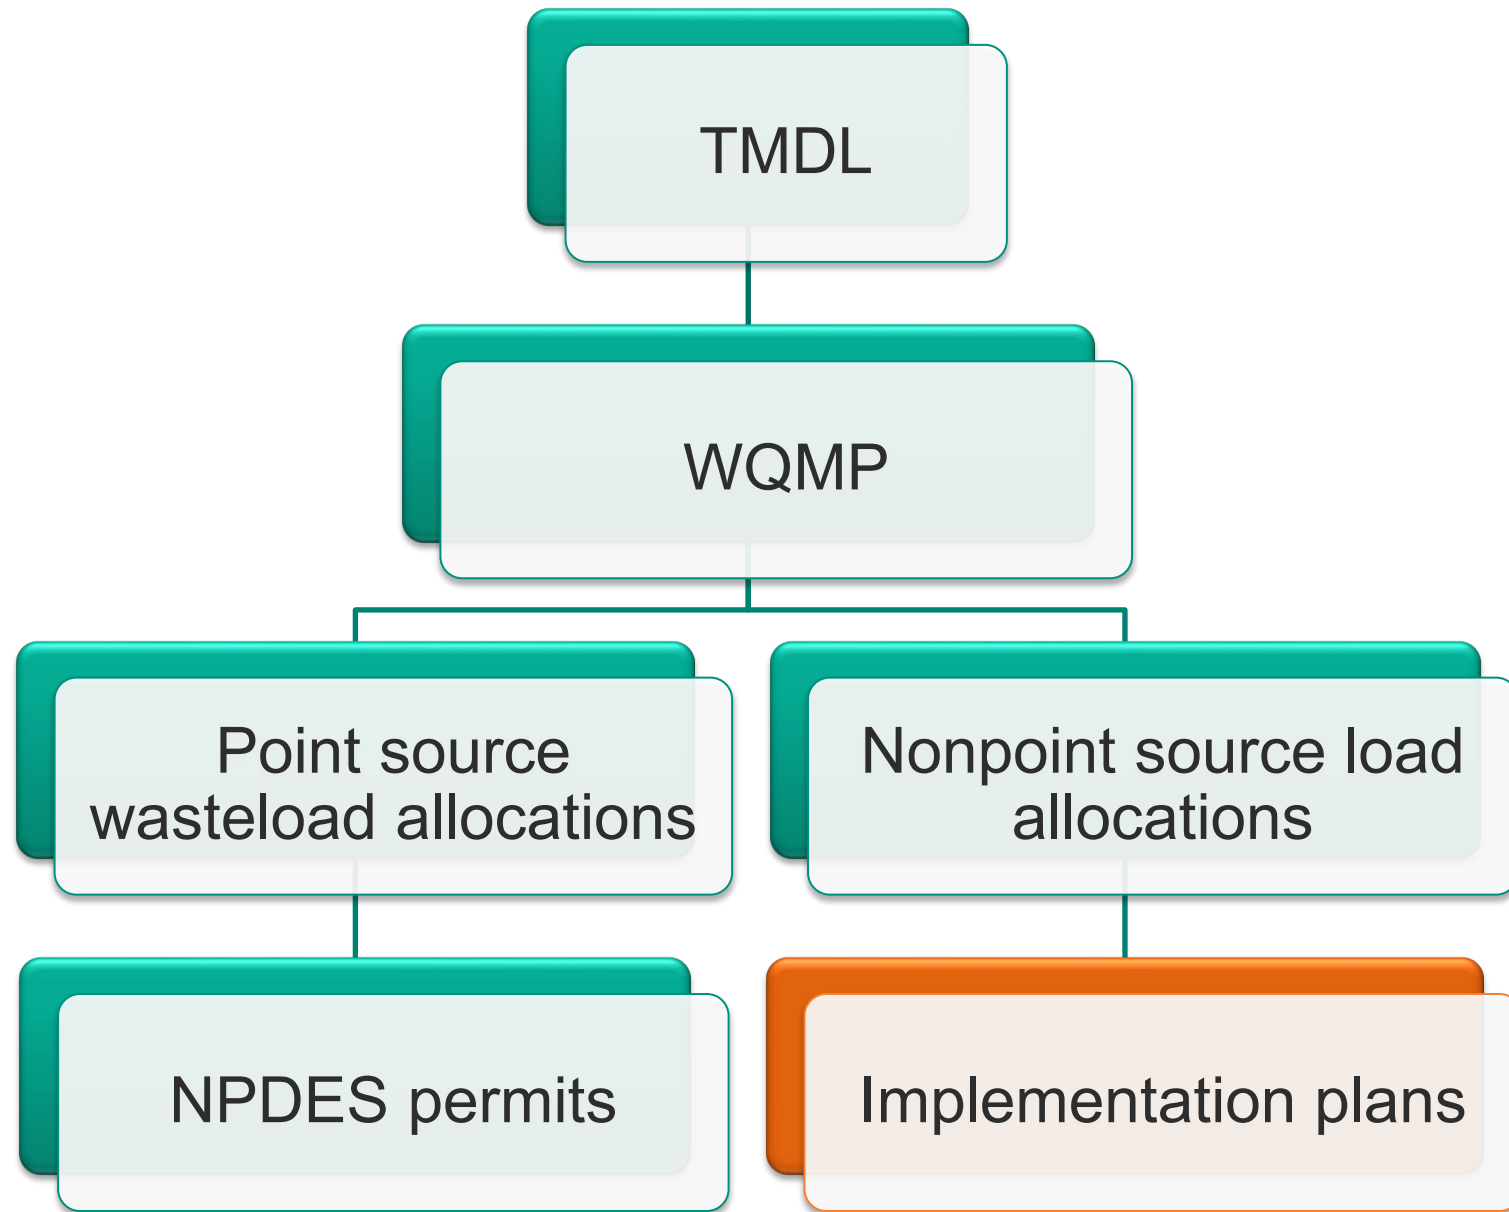 TMDL
WQMP
Point source
wasteload allocations
Nonpoint source load
allocations
NPDES permits
Implementation plans